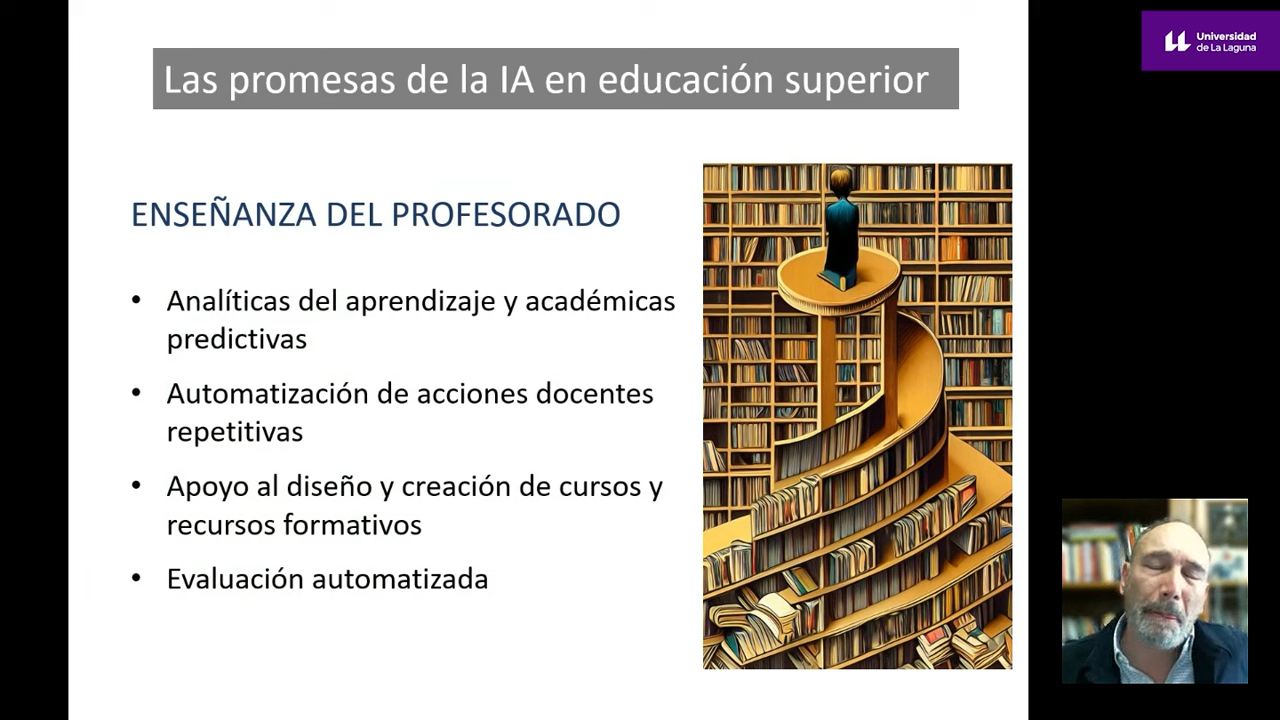 Las promesas de la IA en educación superior
Universidad
de La Laguna
ENSEÑANZA DEL PROFESORADO
• Analíticas del aprendizaje y académicas
predictivas
• Automatización de acciones docentes
repetitivas
• Apoyo al diseño y creación de cursos y
recursos formativos
• Evaluación automatizada